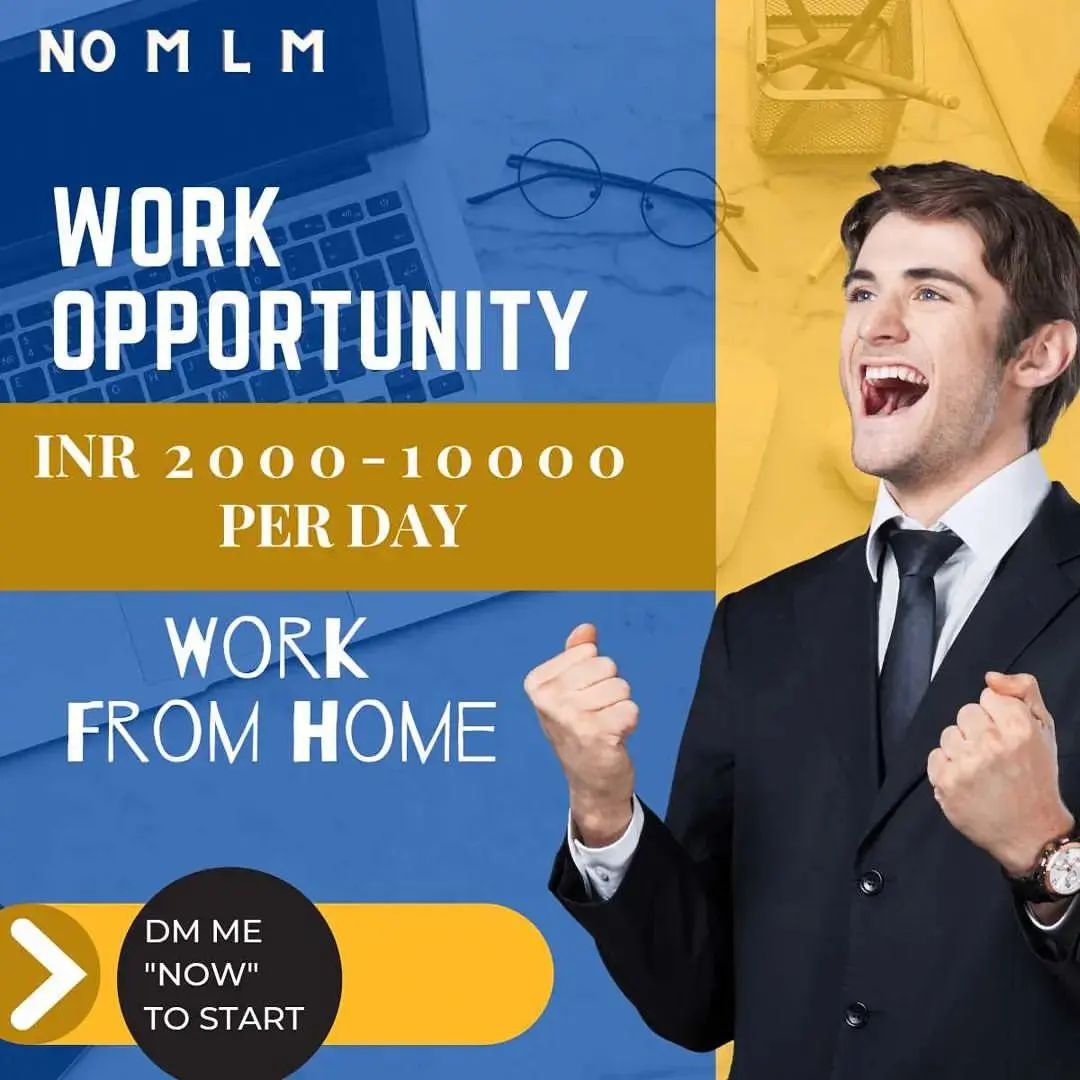 NO M L M
WORK
OPPORTUNITY
INR 2000-10000
PER DAY
WORK
FROM HOME
DM ME
"NOW"
TO START